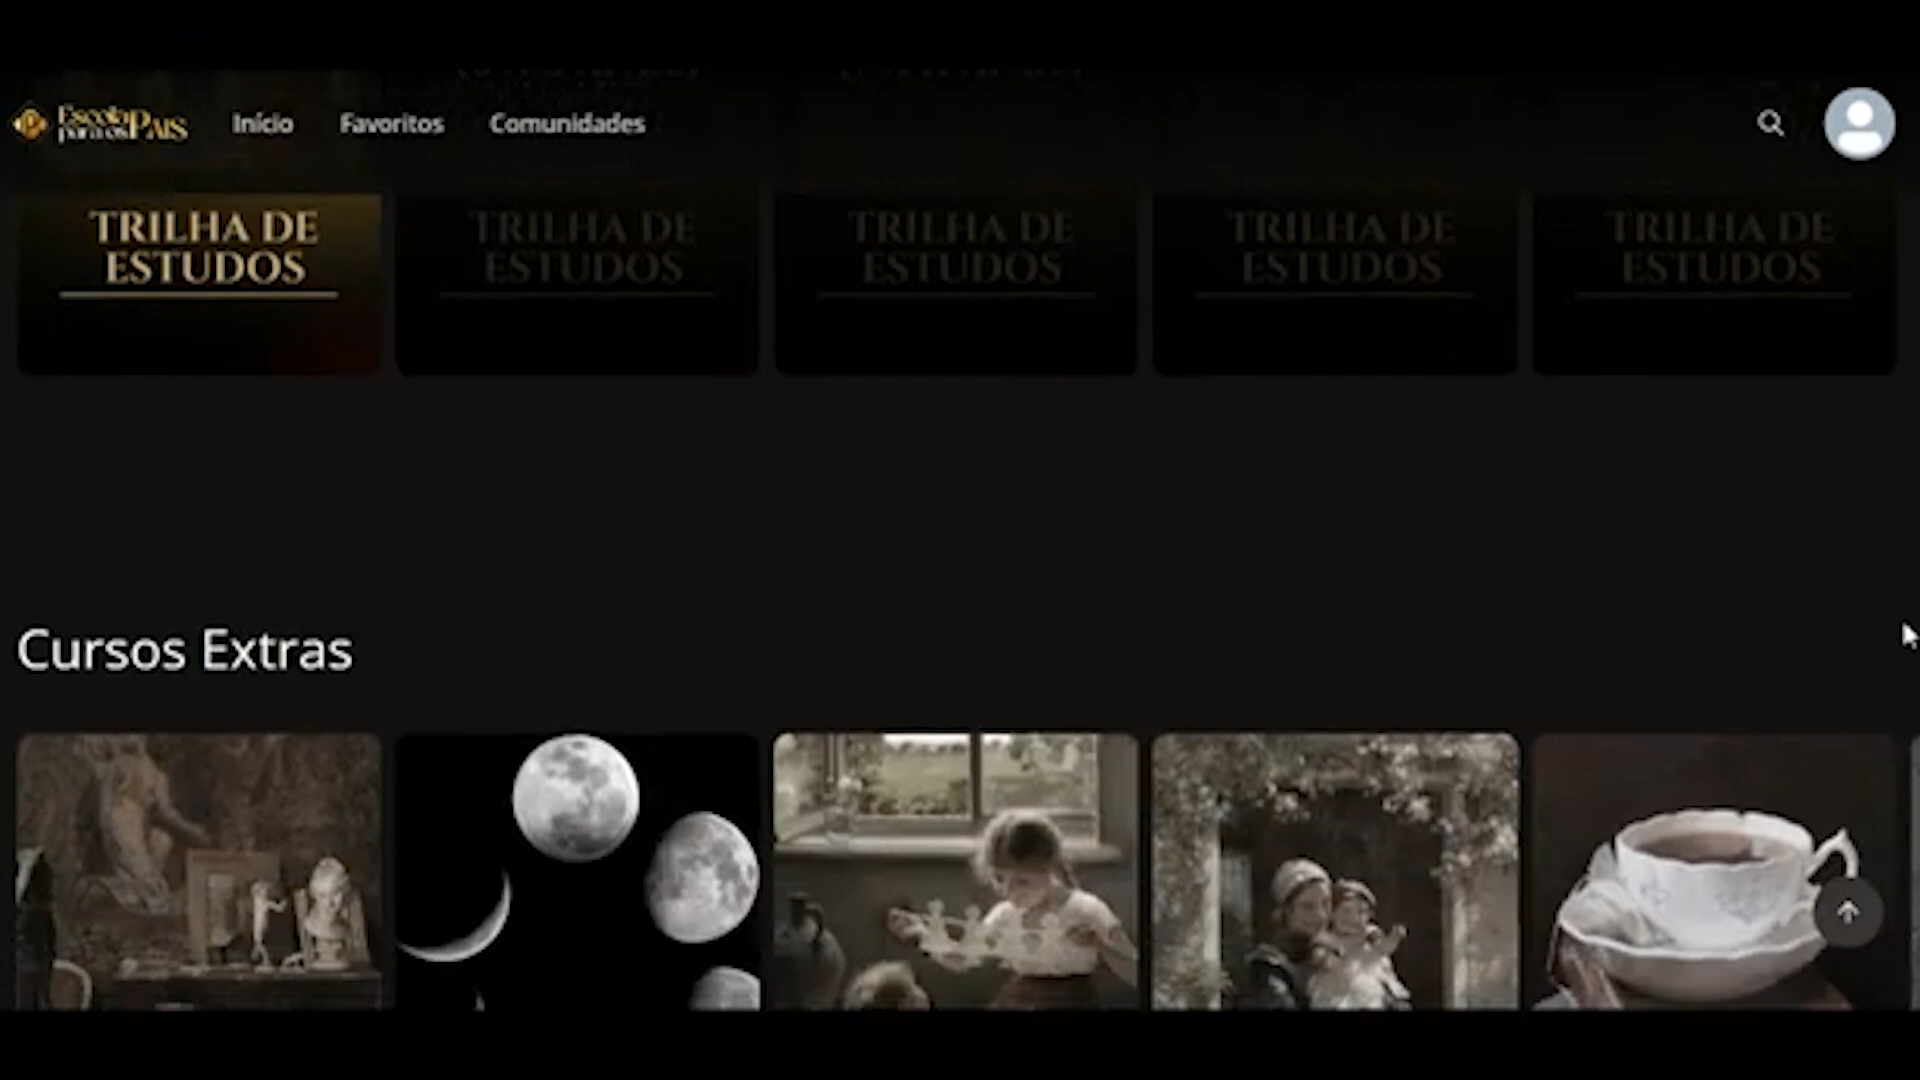 Escola
para os PAIS
Início
Favoritos
Comunidades
TRILHA DE
ESTUDOS
TRILHA DE
ESTUDOS
TRILHA DE
ESTUDOS
TRILHA DE
ESTUDOS
TRILHA DE
ESTUDOS
Cursos Extras